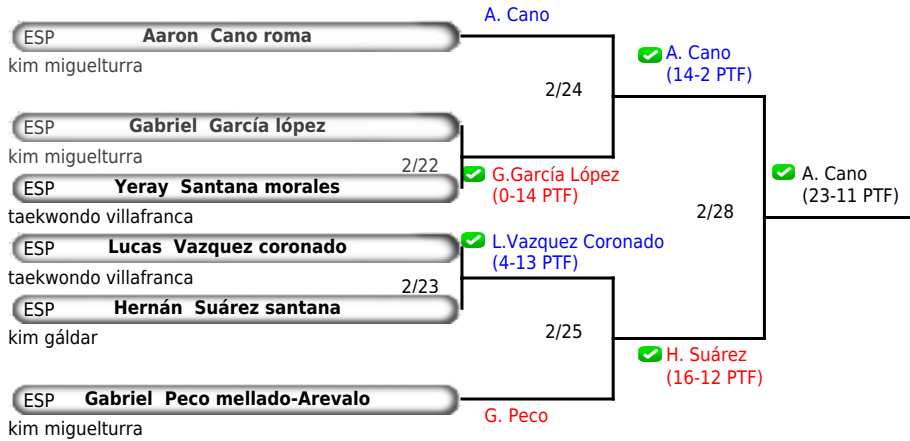 A. Cano
ESP Aaron Cano roma
kim miguelturra
A. Cano
(14-2 PTF)
2/24
ESP Gabriel García lópez
kim miguelturra
2/22
G.García López
(0-14 PTF)
ESP Yeray Santana morales
taekwondo villafranca
A. Cano
(23-11 PTF)
2/28
ESP Lucas Vazquez coronado
taekwondo villafranca
L.Vazquez Coronado
(4-13 PTF)
2/23
ESP Hernán Suárez santana
kim gáldar
2/25
H. Suárez
(16-12 PTF)
ESP Gabriel Peco mellado-Arevalo
kim miguelturra
G. Peco